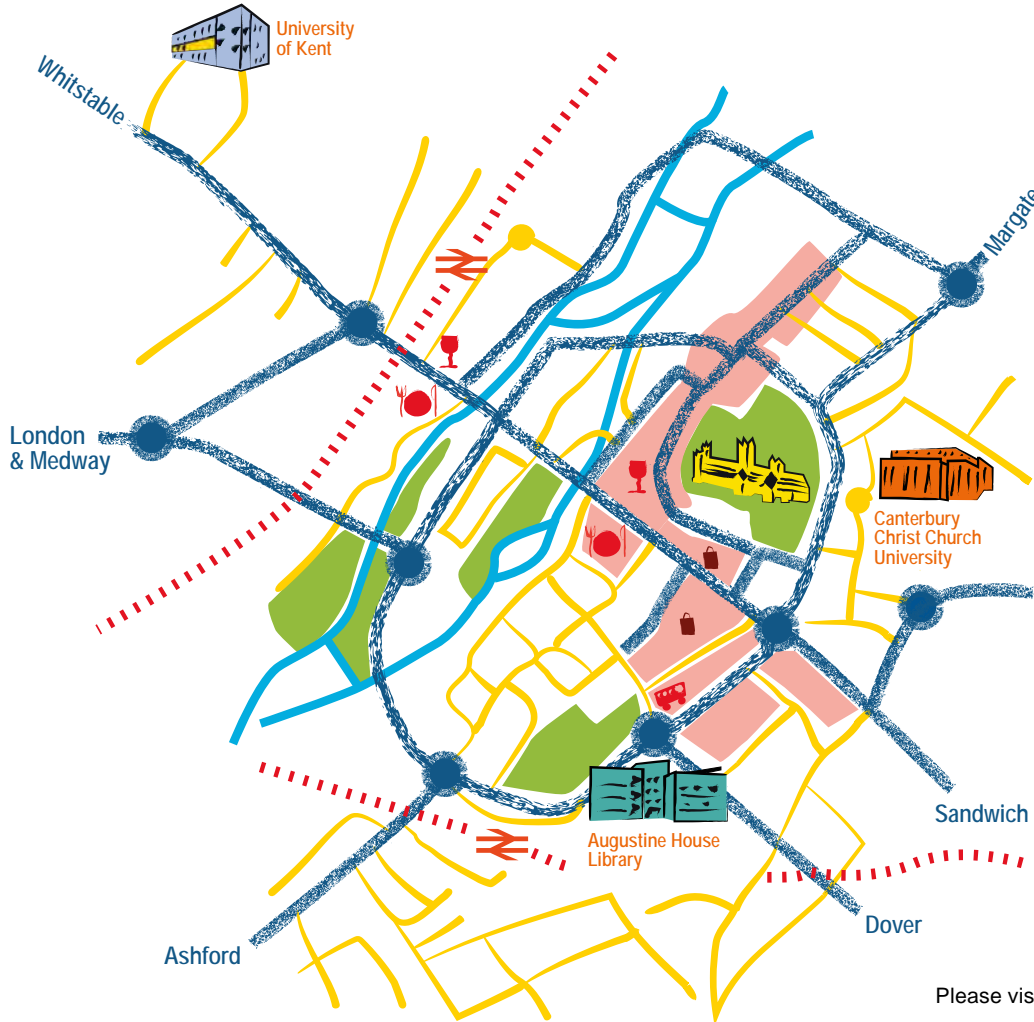 University
of Kent
Whitstable
Margate
London
& Medway
Canterbury
Christ Church
University
Sandwich
Augustine House
Library
Dover
Ashford
Please vis